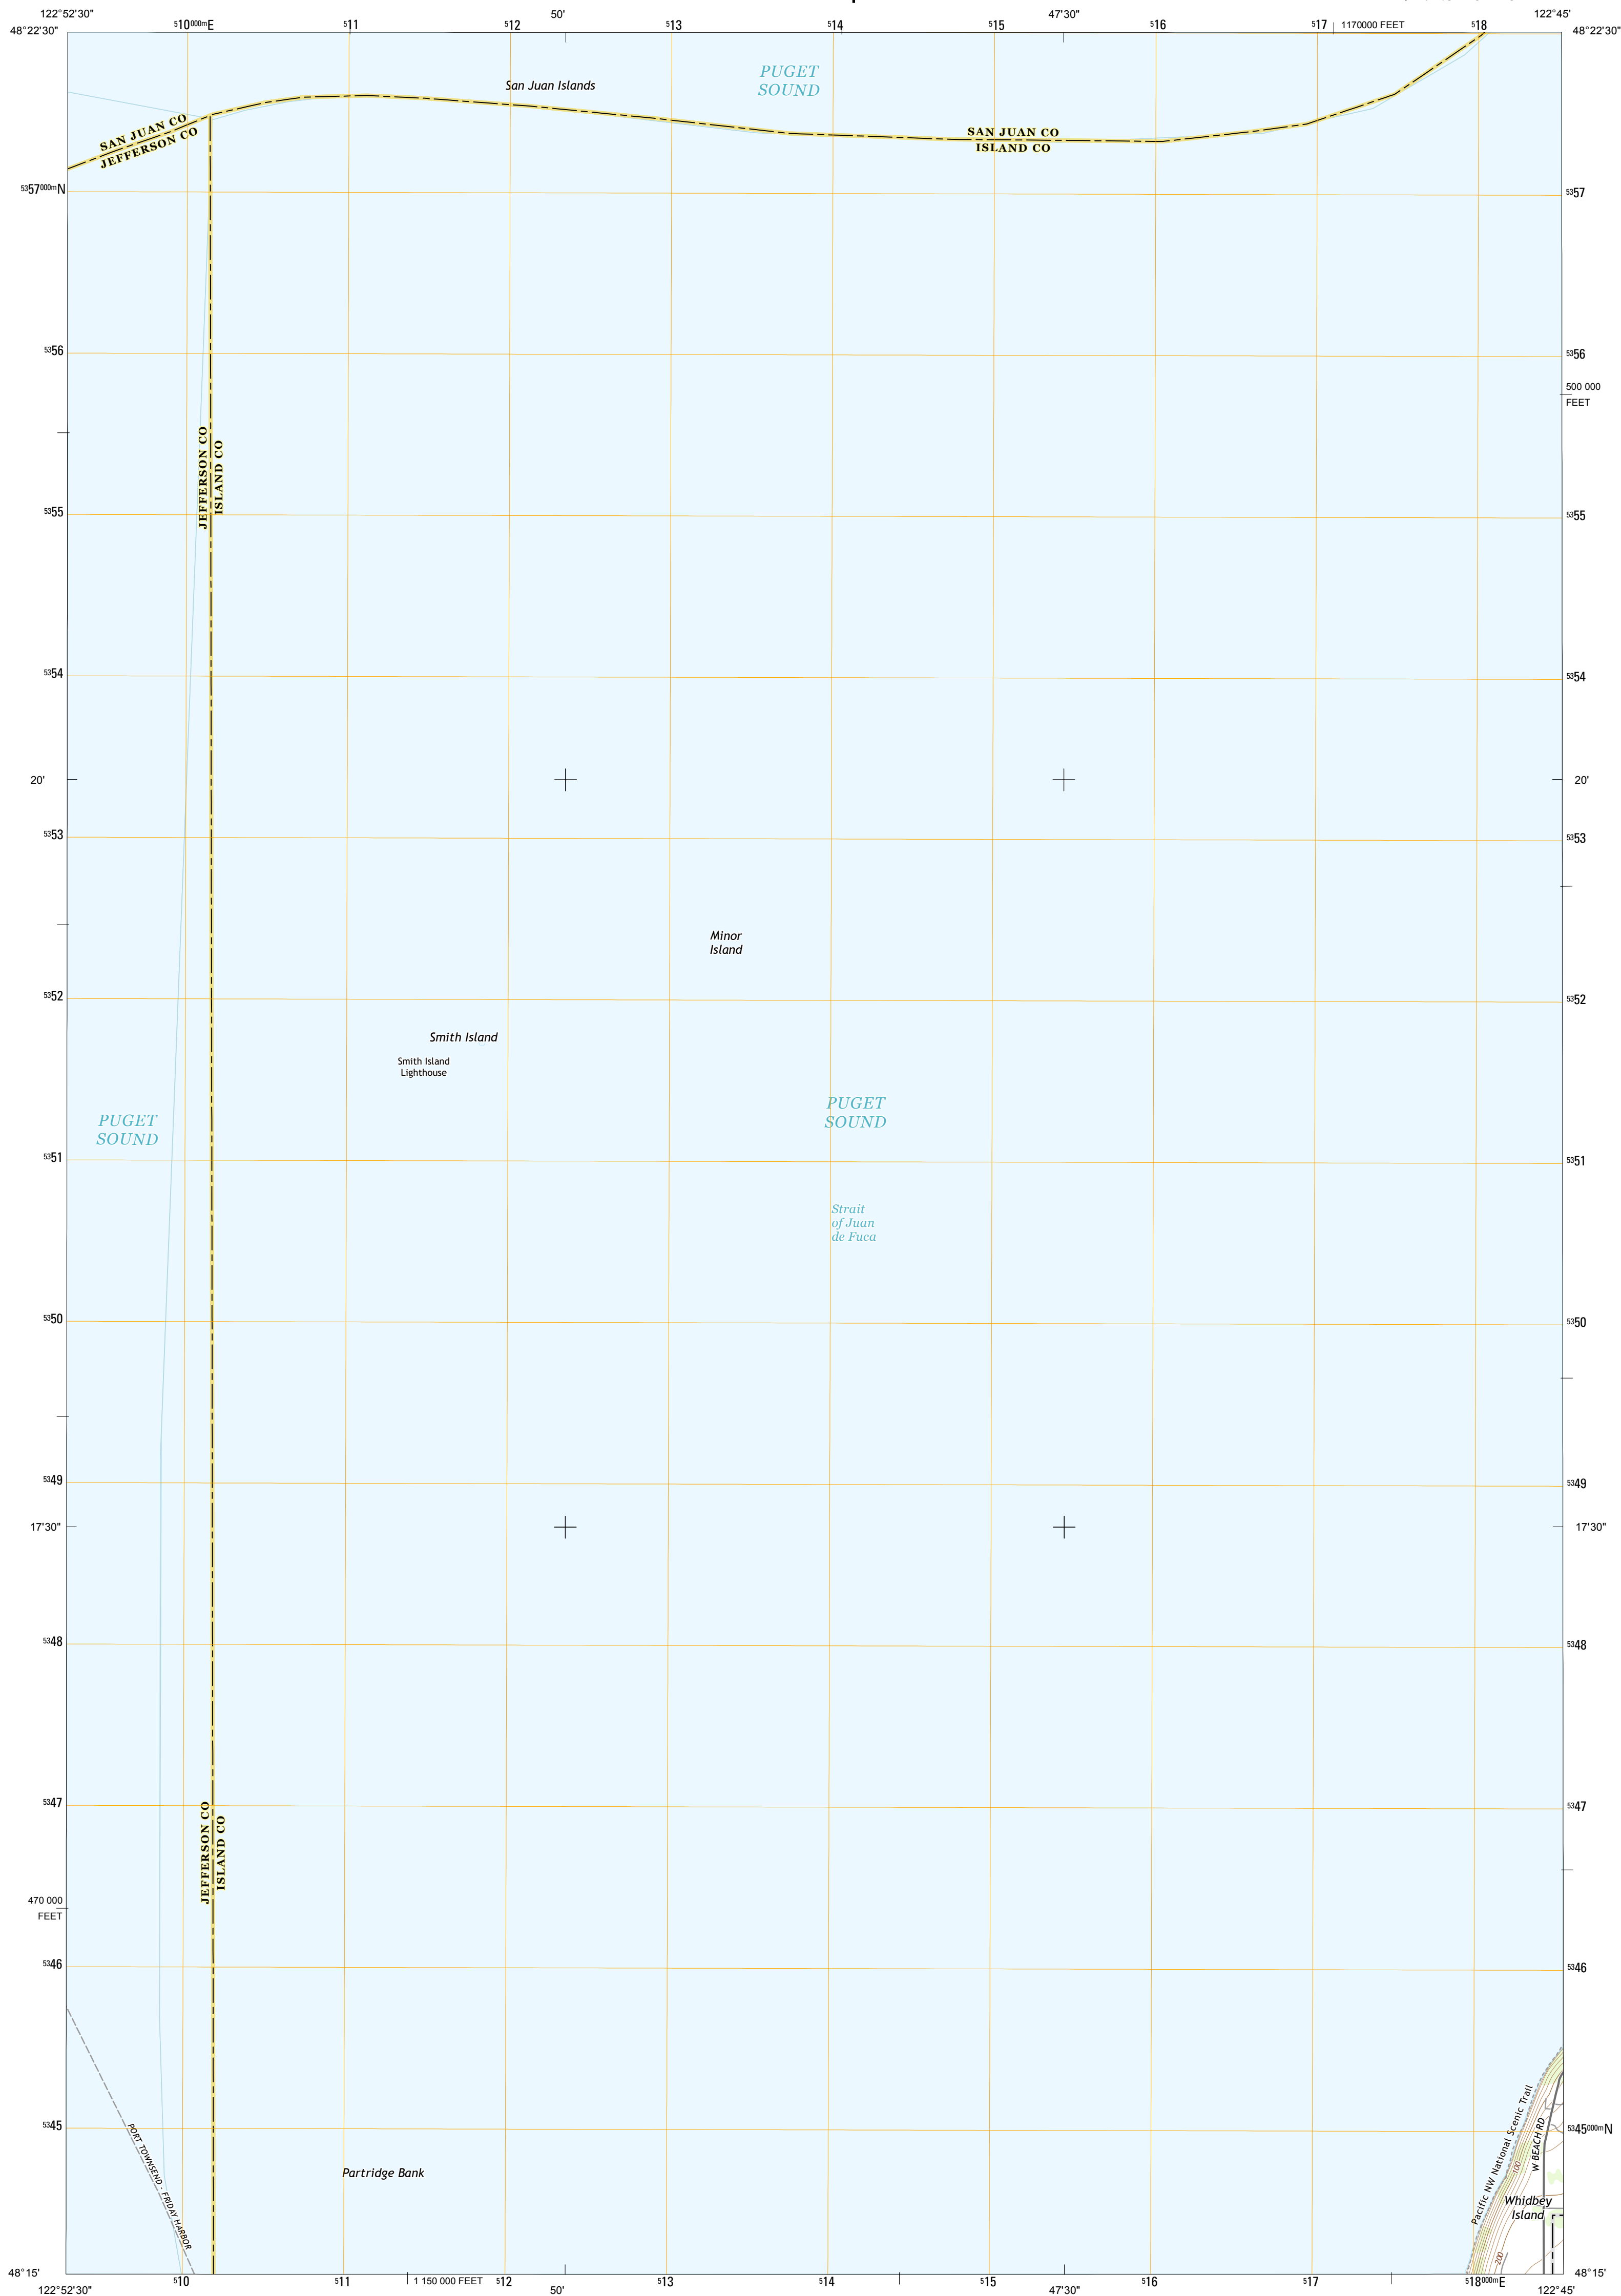 122°52'30"
50'
47'30"
122°45'
48°22'30"
510000mE
511
512
513
514
515
516
517
1170000 FEET
518
48°22'30"
PUGET
SOUND
San Juan Islands
SAN JUAN CO
JEFFERSON CO
SAN JUAN CO
ISLAND CO
5357000mN
5357
5356
5356
500 000
FEET
JEFFERSON CO
ISLAND CO
5355
5355
5354
5354
20'
20'
5353
5353
Minor
Island
5352
5352
Smith Island
Smith Island
Lighthouse
PUGET
SOUND
PUGET
SOUND
5351
5351
Strait
of Juan
de Fuca
5350
5350
5349
5349
17'30"
17'30"
5348
5348
5347
5347
JEFFERSON CO
ISLAND CO
470 000
FEET
5346
5346
5345
5345000mN
PORT TOWNSEND - FRIDAY HARBOR
Partridge Bank
Pacific NW National Scenic Trail
W BEACH RD
100
Whidbey
Island
200
48°15'
48°15'
510
511
1 150 000 FEET
512
513
514
515
516
517
518000mE
122°52'30"
50'
47'30"
122°45'